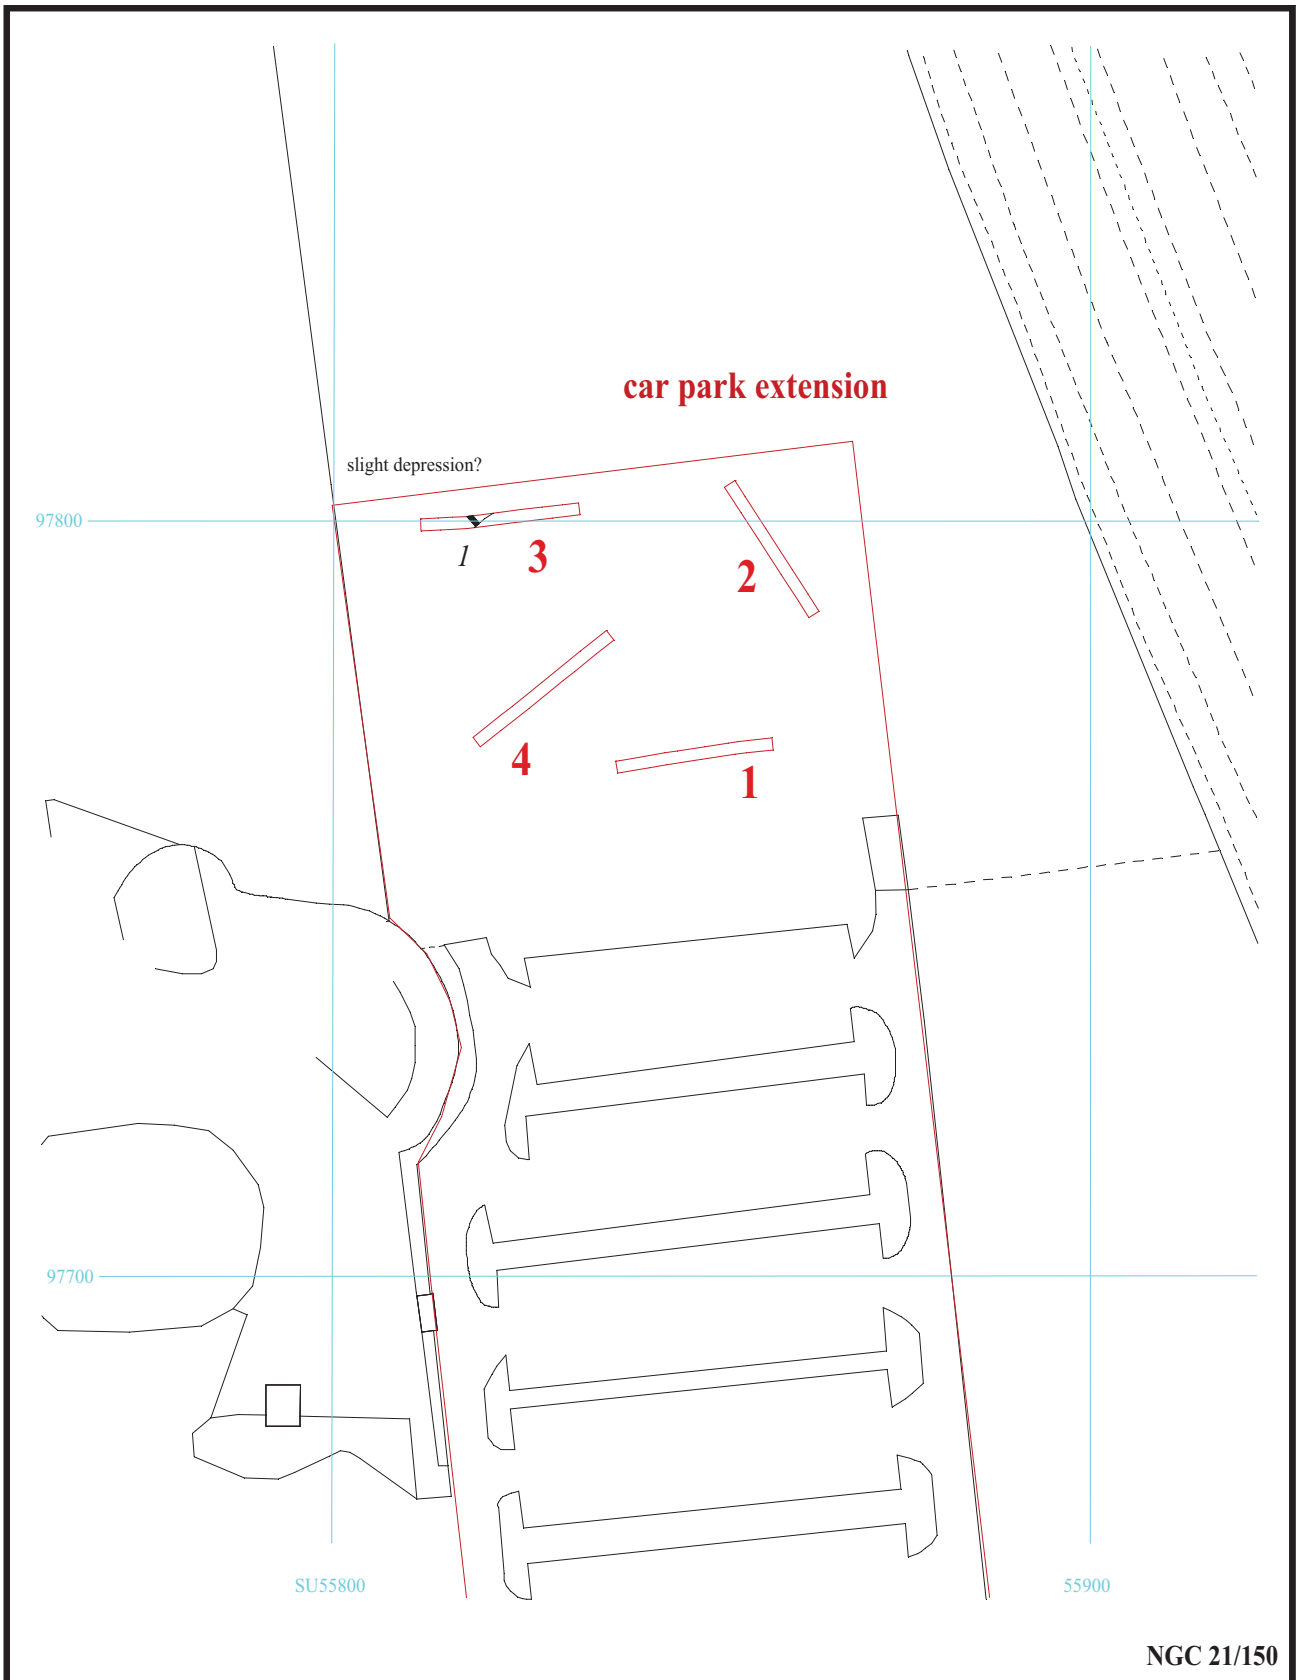 car park extension
slight depression?
97800
1
3
2
4
1
97700
SU55800
55900
NGC 21/150